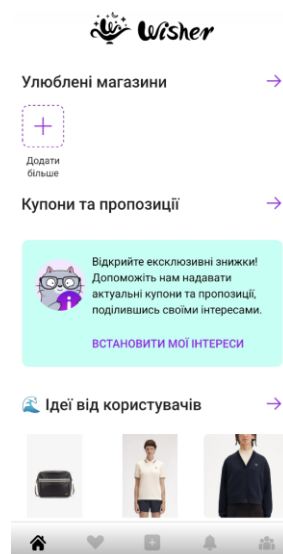 Wisher
Улюблені магазини
Додати
більше
Купони та пропозиції
Відкрийте ексклюзивні знижки!
Допоможіть нам надавати
актуальні купони та пропозиції,
поділившись своїми інтересами.
ВСТАНОВИТИ МОЇ ІНТЕРЕСИ
Ідеї від користувачів